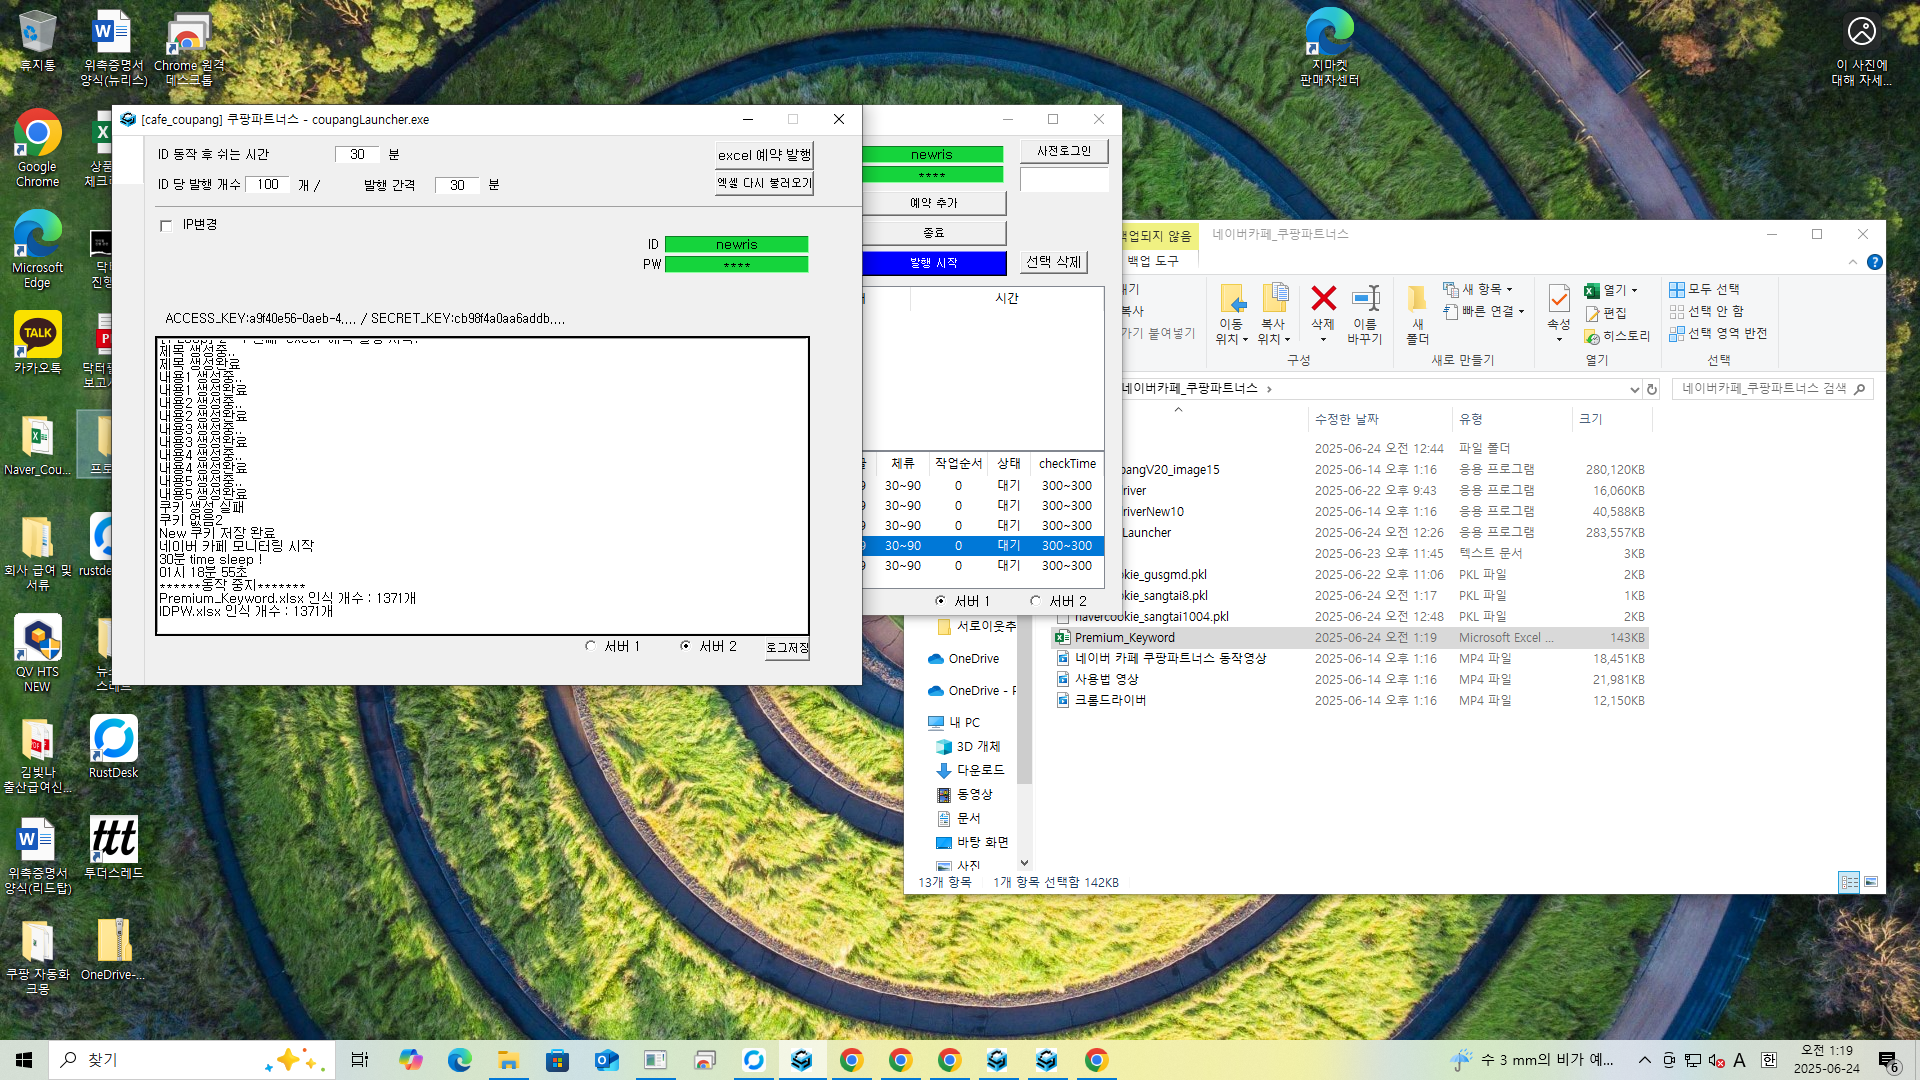 휴지통
위촉증명서 양식(뉴리스)
Chrome 원격 데스크톱
지마켓 판매자센터
이 사진에 대해 자세...
Google Chrome
상품
체크
Microsoft Edge
닥
진행
카카오톡
닥터
보고서
Naver_Cou...
프로
회사 급여 및 서류
rustde
QV HTS NEW
뉴
스레드
김빛나 출산급여신...
RustDesk
위촉증명서 양식(리드탑)
투더스레드
쿠팡 자동화 크몽
OneDrive-...
[cafe_coupang] 쿠팡파트너스 - coupangLauncher.exe
ID 동작 후 쉬는 시간 30 분
excel 예약 발행
ID 당 발행 개수 100 개 / 발행 간격 30 분
엑셀 다시 불러오기
IP변경
ID newris
PW ****
ACCESS_KEY:a9f40e56-0aeb-4.... / SECRET_KEY:cb98f4a0aa6addb....
제목 생성중..
제목 생성완료
내용1 생성중..
내용1 생성완료
내용2 생성중..
내용2 생성완료
내용3 생성중..
내용3 생성완료
내용4 생성중..
내용4 생성완료
내용5 생성중..
내용5 생성완료
쿠키 생성 실패
쿠키 없음2
New 쿠키 저장 완료
네이버 카페 모니터링 시작
30분 time sleep !
01시 18분 55초
******동작 중지*******
Premium_Keyword.xlsx 인식 개수 : 1371개
IDPW.xlsx 인식 개수 : 1371개
서버 1 서버 2 로그저장
newris 사전로그인
****
예약 추가
종료
발행 시작 선택 삭제
시간
체류 작업순서 상태 checkTime
30~90 0 대기 300~300
30~90 0 대기 300~300
30~90 0 대기 300~300
30~90 0 대기 300~300
30~90 0 대기 300~300
서버 1 서버 2
백업되지 않음 네이버카페_쿠팡파트너스
백업 도구
이동 위치
복사 위치
삭제
이름 바꾸기
구성
새 폴더
새 항목
빠른 연결
새로 만들기
속성
열기
편집
히스토리
열기
모두 선택
선택 안 함
선택 영역 반전
선택
복사
가기 붙여넣기
네이버카페_쿠팡파트너스 >
네이버카페_쿠팡파트너스 검색
수정한 날짜 유형 크기
2025-06-24 오전 12:44 파일 폴더
pangV20_image15 2025-06-14 오후 1:16 응용 프로그램 280,120KB
river 2025-06-22 오후 9:43 응용 프로그램 16,060KB
riverNew10 2025-06-14 오후 1:16 응용 프로그램 40,588KB
Launcher 2025-06-24 오전 12:26 응용 프로그램 283,557KB
2025-06-23 오전 11:45 텍스트 문서 3KB
okie_gusgmd.pkl 2025-06-22 오후 11:06 PKL 파일 2KB
okie_sangtai8.pkl 2025-06-24 오전 1:17 PKL 파일 1KB
navercookie_sangtai1004.pkl 2025-06-24 오전 12:48 PKL 파일 2KB
Premium_Keyword 2025-06-24 오전 1:19 Microsoft Excel ... 143KB
네이버 카페 쿠팡파트너스 동작영상 2025-06-14 오후 1:16 MP4 파일 18,451KB
사용법 영상 2025-06-14 오후 1:16 MP4 파일 21,981KB
크롬드라이버 2025-06-14 오후 1:16 MP4 파일 12,150KB
서로이웃추
OneDrive
OneDrive - P
내 PC
3D 개체
다운로드
동영상
문서
바탕 화면
사진
13개 항목 1개 항목 선택함 142KB
찾기
수 3 mm의 비가 예...
A
한
오전 1:19
2025-06-24
6